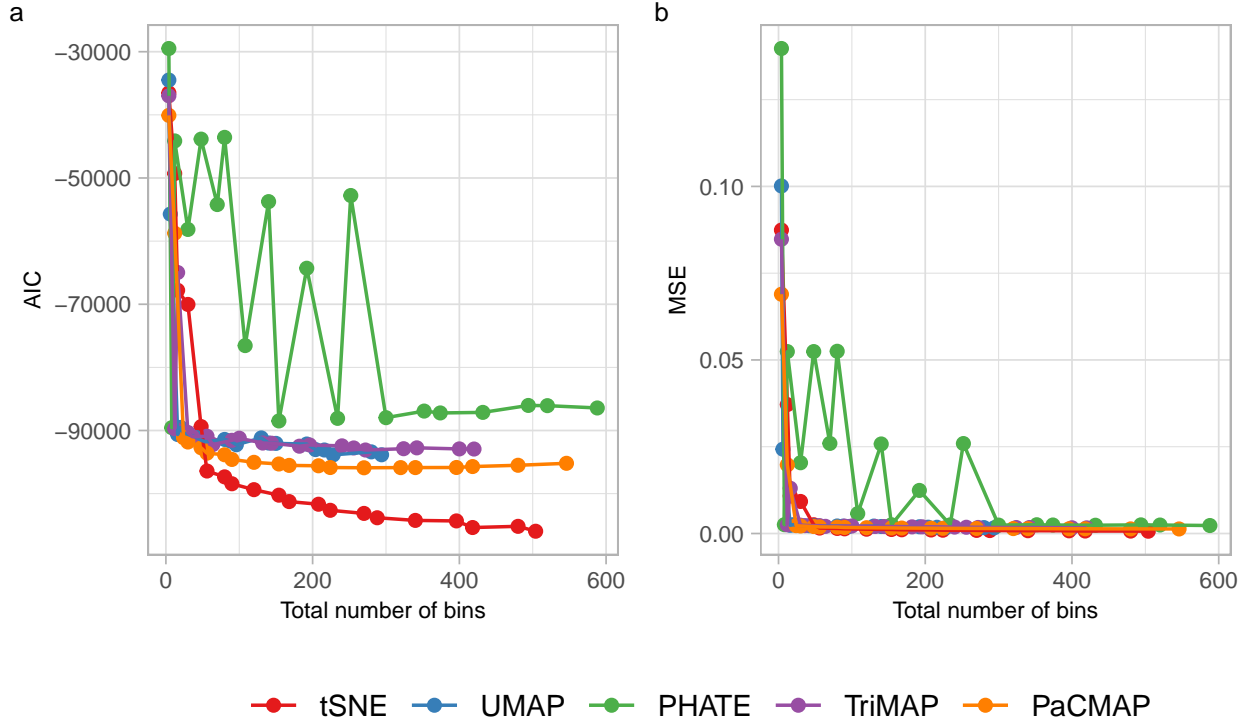 a
b
−30000
−50000
−70000
−90000
AIC
0
200
400
600
Total number of bins
0.10
0.05
0.00
MSE
0
200
400
600
Total number of bins
tSNE UMAP PHATE TriMAP PaCMAP